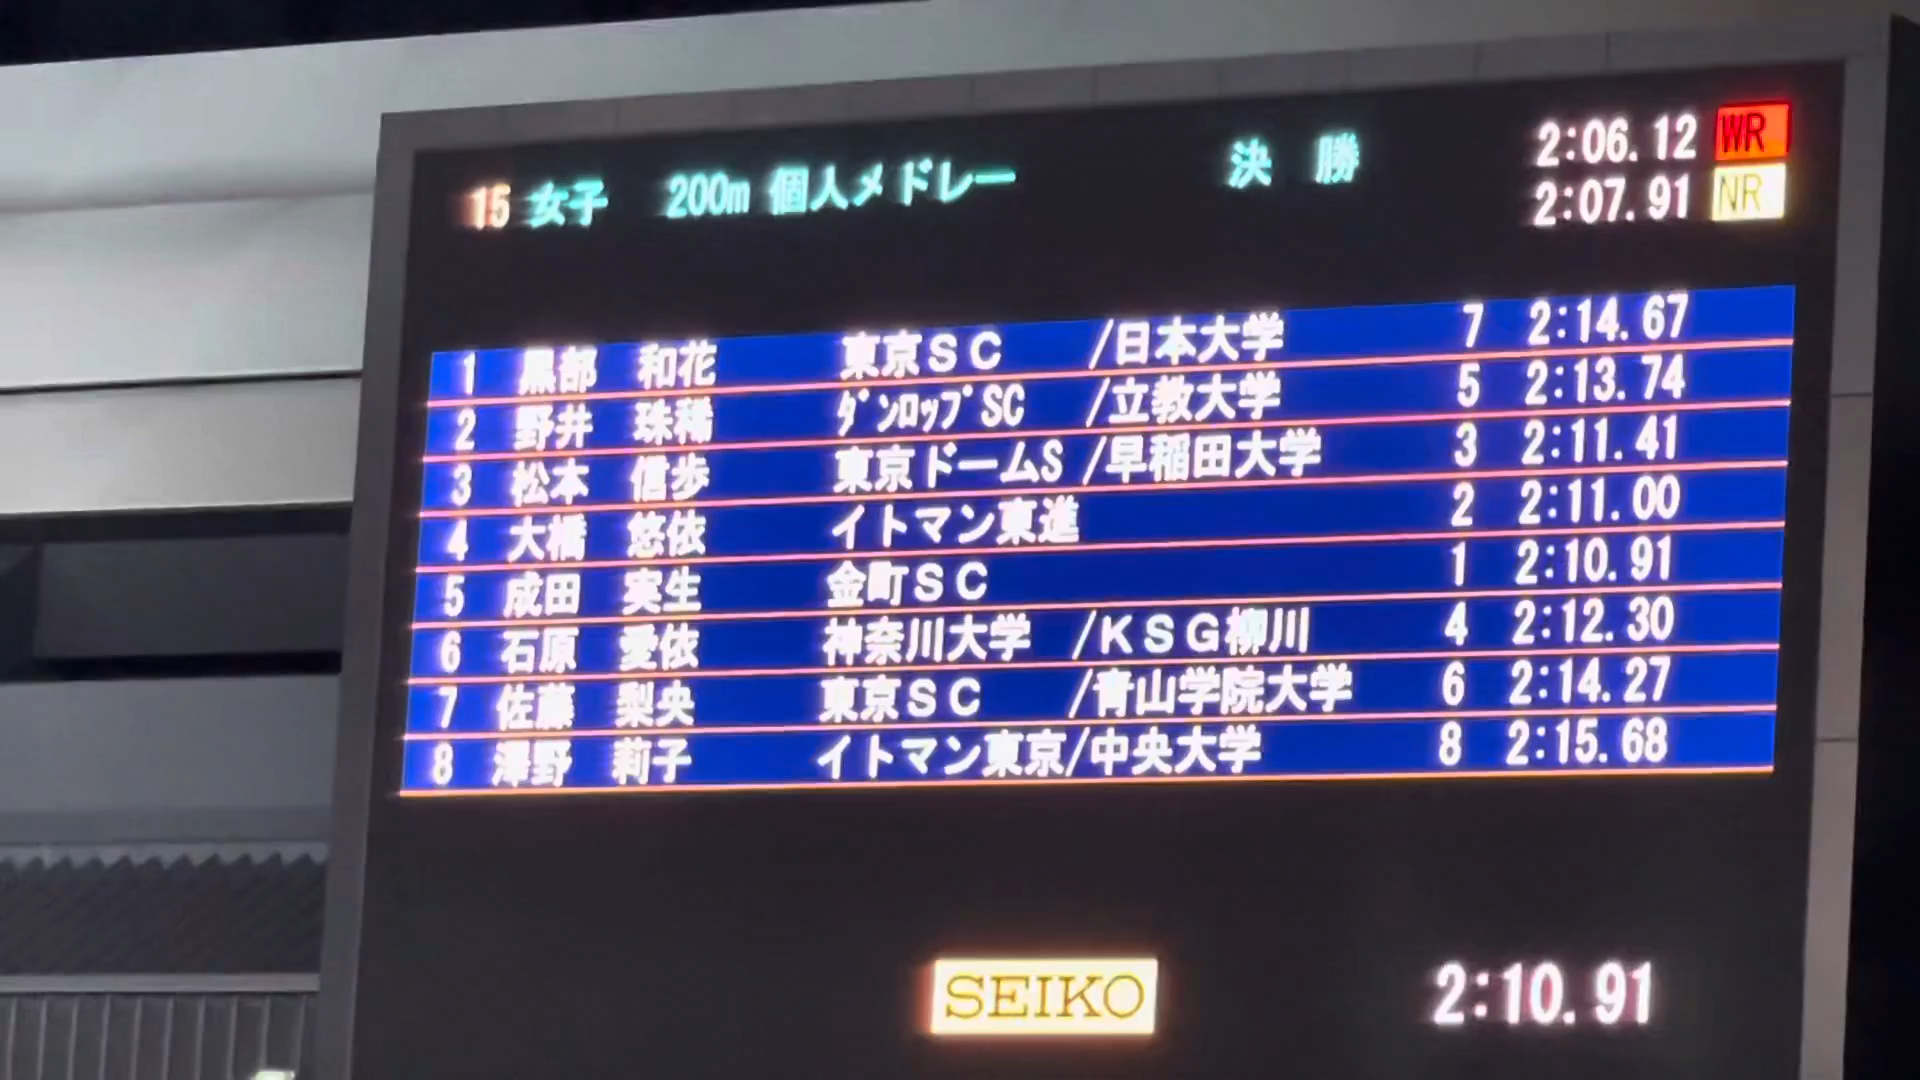 15 女子 200m 個人メドレー 決 勝 2:06.12 WR
2:07.91 NR
1 黒部 和花 東京ＳＣ /日本大学 7 2:14.67
2 野井 珠稀 ﾀﾞﾝﾛｯﾌﾟSC /立教大学 5 2:13.74
3 松本 信歩 東京ドームS /早稲田大学 3 2:11.41
4 大橋 悠依 イトマン東進 2 2:11.00
5 成田 実生 金町ＳＣ 1 2:10.91
6 石原 愛依 神奈川大学 /ＫＳＧ柳川 4 2:12.30
7 佐藤 梨央 東京ＳＣ /青山学院大学 6 2:14.27
8 澤野 莉子 イトマン東京/中央大学 8 2:15.68
SEIKO 2:10.91